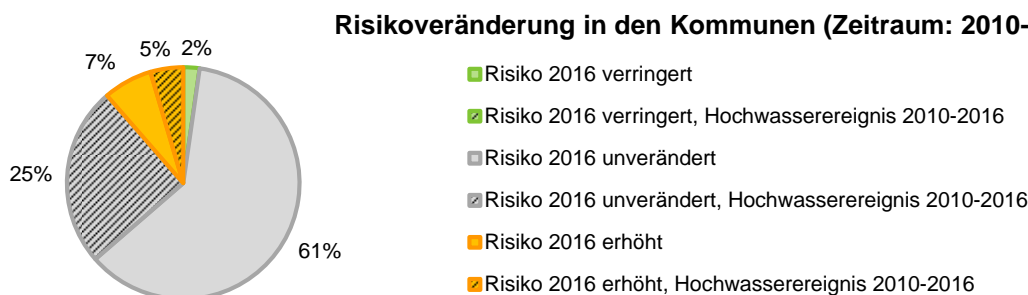 Risikoveränderung in den Kommunen (Zeitraum: 2010-
5% 2%
7%
25%
61%
Risiko 2016 verringert
Risiko 2016 verringert, Hochwasserereignis 2010-2016
Risiko 2016 unverändert
Risiko 2016 unverändert, Hochwasserereignis 2010-2016
Risiko 2016 erhöht
Risiko 2016 erhöht, Hochwasserereignis 2010-2016